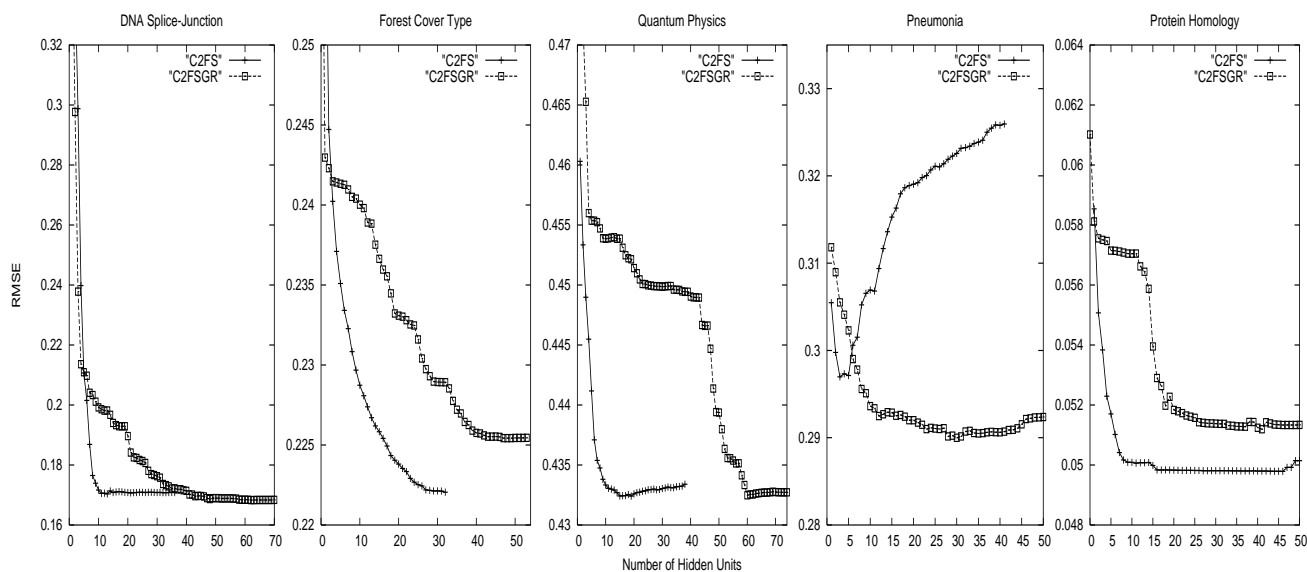 DNA Splice-Junction
Forest Cover Type
Quantum Physics
Pneumonia
Protein Homology
RMSE
0.32
0.3
0.28
0.26
0.24
0.22
0.2
0.18
0.16
"C2FS"
"C2FSGR"
0 10 20 30 40 50 60 70
0.25
0.245
0.24
0.235
0.23
0.225
0.22
"C2FS"
"C2FSGR"
0 10 20 30 40 50
0.47
0.465
0.46
0.455
0.45
0.445
0.44
0.435
0.43
"C2FS"
"C2FSGR"
0 10 20 30 40 50 60 70
0.33
0.32
0.31
0.3
0.29
0.28
"C2FS"
"C2FSGR"
0 5 10 15 20 25 30 35 40 45 50
0.064
0.062
0.06
0.058
0.056
0.054
0.052
0.05
0.048
"C2FS"
"C2FSGR"
0 5 10 15 20 25 30 35 40 45 50
Number of Hidden Units